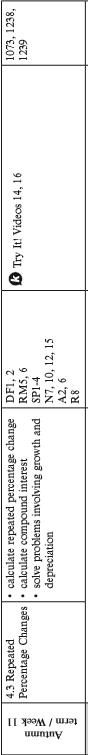 Autumn
term / Week 11
4.3 Repeated
Percentage Changes
• calculate repeated percentage change
• calculate compound interest
• solve problems involving growth and
depreciation
DF1, 2
RM5, 6
SP1-4
N7, 10, 12, 15
A2, 6
R8
Try It! Videos 14, 16
1073, 1238,
1239